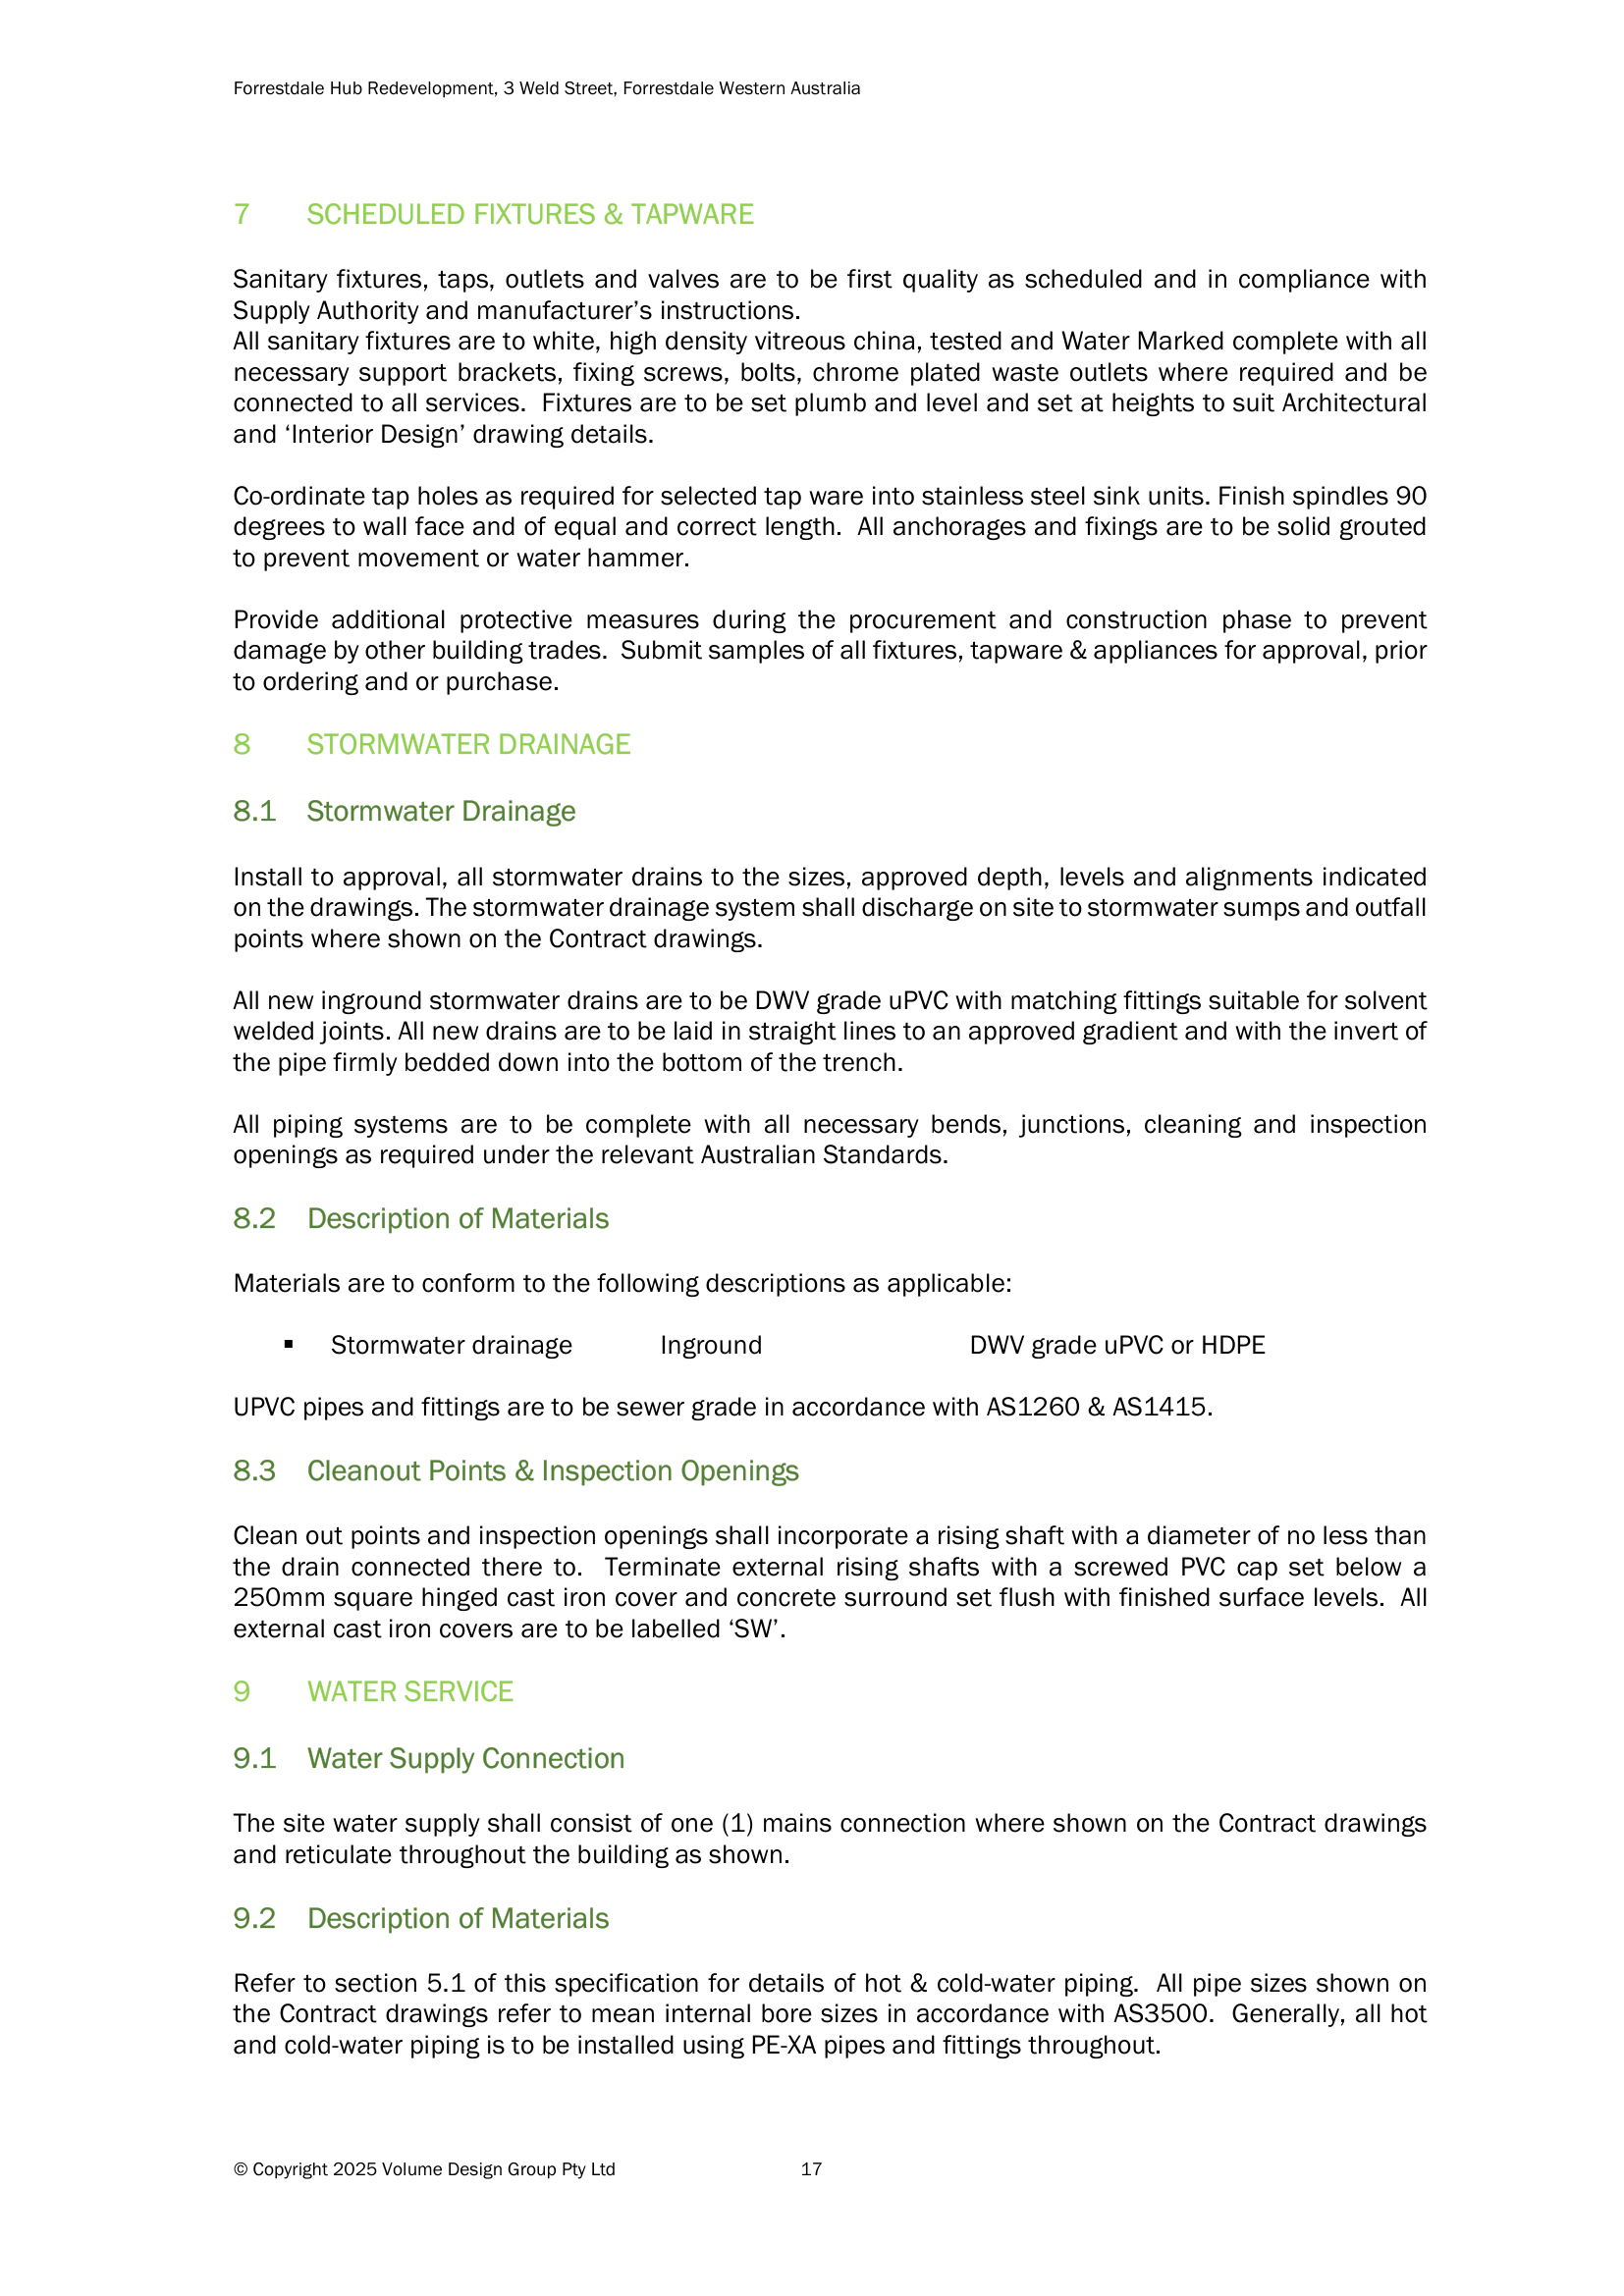 Forrestdale Hub Redevelopment, 3 Weld Street, Forrestdale Western Australia
7 SCHEDULED FIXTURES & TAPWARE
Sanitary fixtures, taps, outlets and valves are to be first quality as scheduled and in compliance with
Supply Authority and manufacturer’s instructions.
All sanitary fixtures are to white, high density vitreous china, tested and Water Marked complete with all
necessary support brackets, fixing screws, bolts, chrome plated waste outlets where required and be
connected to all services. Fixtures are to be set plumb and level and set at heights to suit Architectural
and ‘Interior Design’ drawing details.
Co-ordinate tap holes as required for selected tap ware into stainless steel sink units. Finish spindles 90
degrees to wall face and of equal and correct length. All anchorages and fixings are to be solid grouted
to prevent movement or water hammer.
Provide additional protective measures during the procurement and construction phase to prevent
damage by other building trades. Submit samples of all fixtures, tapware & appliances for approval, prior
to ordering and or purchase.
8 STORMWATER DRAINAGE
8.1 Stormwater Drainage
Install to approval, all stormwater drains to the sizes, approved depth, levels and alignments indicated
on the drawings. The stormwater drainage system shall discharge on site to stormwater sumps and outfall
points where shown on the Contract drawings.
All new inground stormwater drains are to be DWV grade uPVC with matching fittings suitable for solvent
welded joints. All new drains are to be laid in straight lines to an approved gradient and with the invert of
the pipe firmly bedded down into the bottom of the trench.
All piping systems are to be complete with all necessary bends, junctions, cleaning and inspection
openings as required under the relevant Australian Standards.
8.2 Description of Materials
Materials are to conform to the following descriptions as applicable:
▪ Stormwater drainage Inground DWV grade uPVC or HDPE
UPVC pipes and fittings are to be sewer grade in accordance with AS1260 & AS1415.
8.3 Cleanout Points & Inspection Openings
Clean out points and inspection openings shall incorporate a rising shaft with a diameter of no less than
the drain connected there to. Terminate external rising shafts with a screwed PVC cap set below a
250mm square hinged cast iron cover and concrete surround set flush with finished surface levels. All
external cast iron covers are to be labelled ‘SW’.
9 WATER SERVICE
9.1 Water Supply Connection
The site water supply shall consist of one (1) mains connection where shown on the Contract drawings
and reticulate throughout the building as shown.
9.2 Description of Materials
Refer to section 5.1 of this specification for details of hot & cold-water piping. All pipe sizes shown on
the Contract drawings refer to mean internal bore sizes in accordance with AS3500. Generally, all hot
and cold-water piping is to be installed using PE-XA pipes and fittings throughout.
© Copyright 2025 Volume Design Group Pty Ltd 17